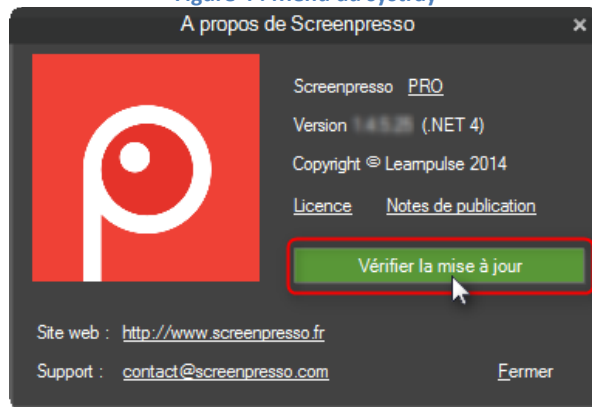 A propos de Screenpresso
Screenpresso PRO
Version (.NET 4)
Copyright © Learnpulse 2014
Licence Notes de publication
Vérifier la mise à jour
Site web : http://www.screenpresso.fr
Support : contact@screenpresso.com
Fermer